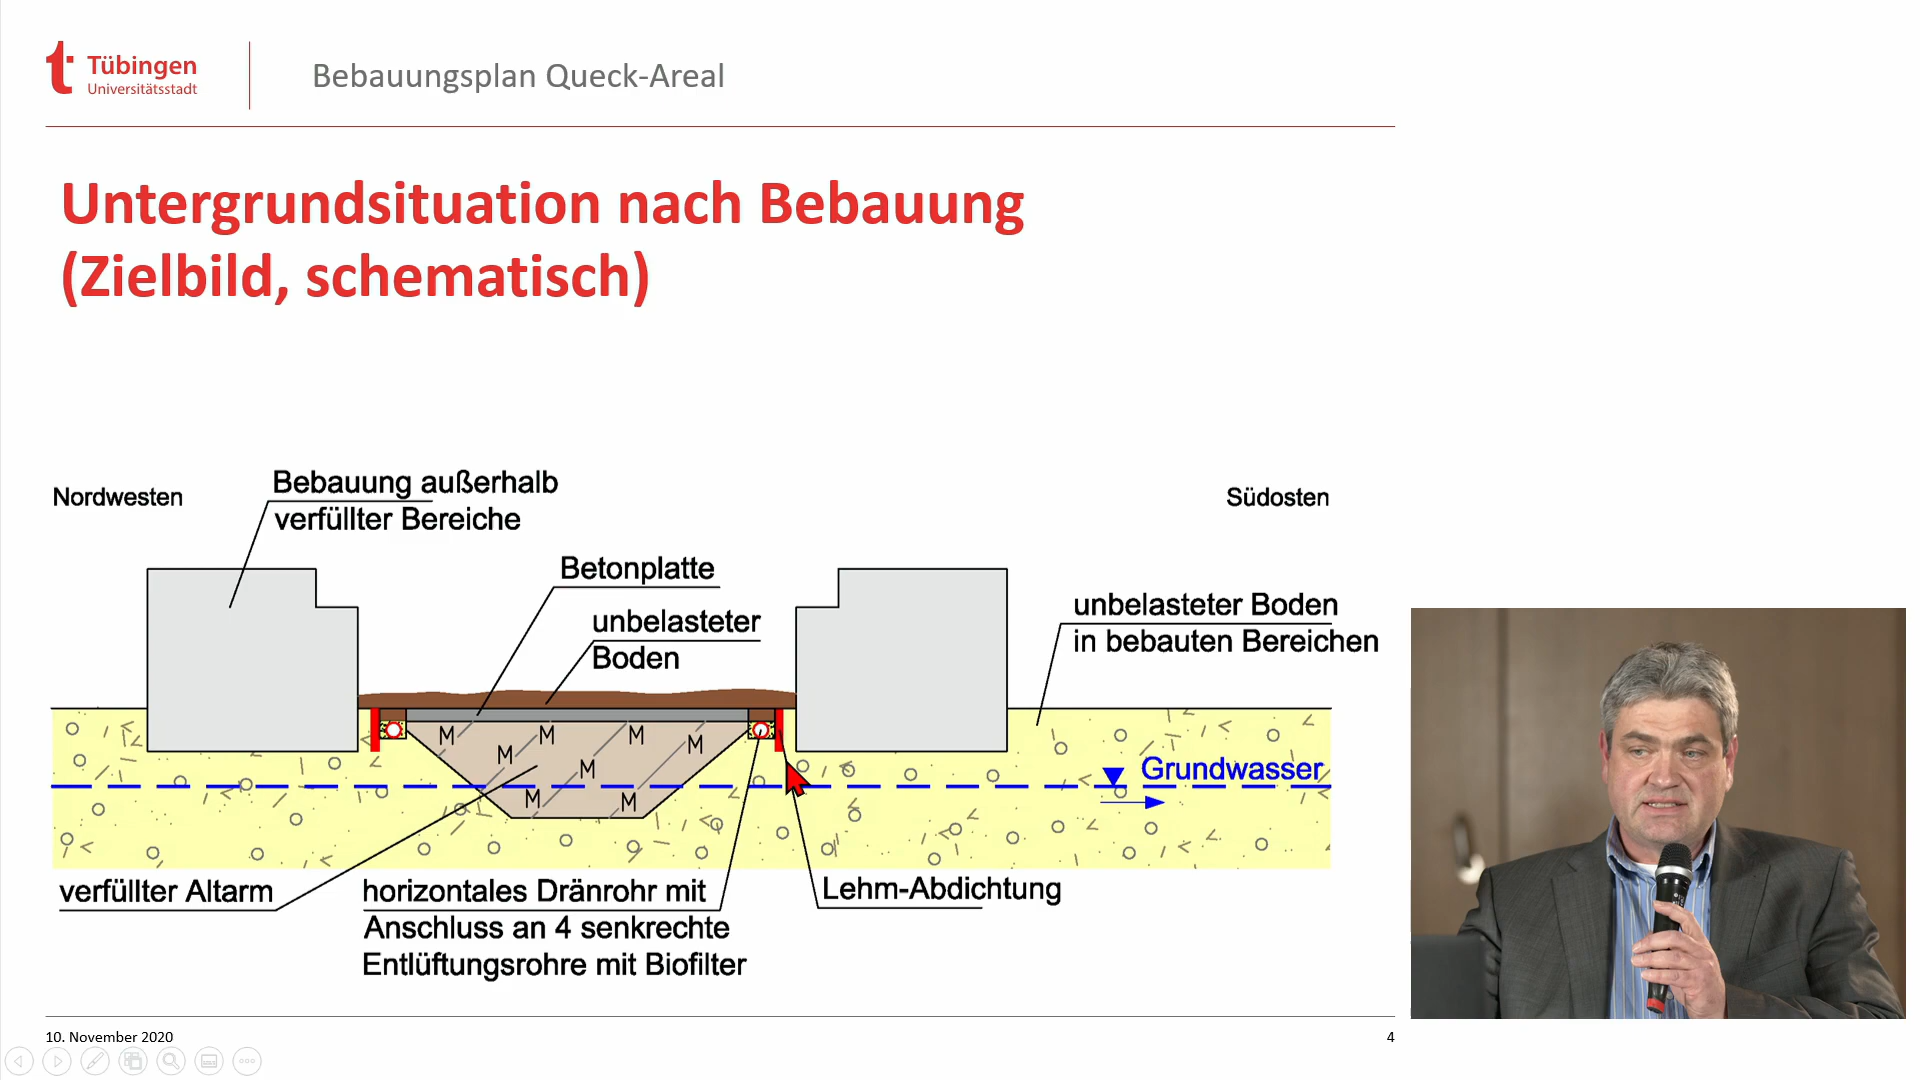 t Tübingen
Universitätsstadt
Bebauungsplan Queck-Areal
Untergrundsituation nach Bebauung
(Zielbild, schematisch)
Nordwesten
Bebauung außerhalb
verfüllter Bereiche
Südosten
Betonplatte
unbelasteter
Boden
unbelasteter Boden
in bebauten Bereichen
M M M M M M M M
Grundwasser
verfüllter Altarm
horizontales Dränrohr mit
Anschluss an 4 senkrechte
Entlüftungsrohre mit Biofilter
Lehm-Abdichtung
10. November 2020
4